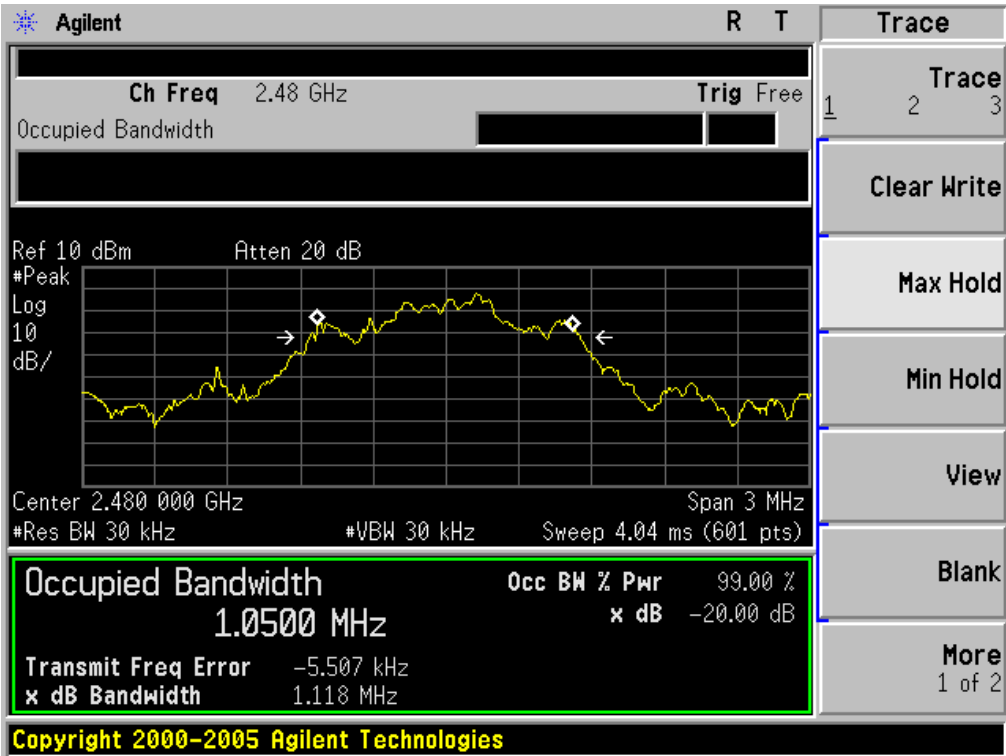 Agilent R T
Trace
Ch Freq 2.48 GHz Trig Free
Occupied Bandwidth
Trace
1 2 3
Clear Write
Max Hold
Min Hold
View
Blank
More
1 of 2
Ref 10 dBm Atten 20 dB
#Peak
Log
10
dB/
Center 2.480 000 GHz Span 3 MHz
#Res BW 30 kHz #VBW 30 kHz Sweep 4.04 ms (601 pts)
Occupied Bandwidth
1.0500 MHz
Occ BW % Pwr 99.00 %
x dB -20.00 dB
Transmit Freq Error -5.507 kHz
x dB Bandwidth 1.118 MHz
Copyright 2000-2005 Agilent Technologies